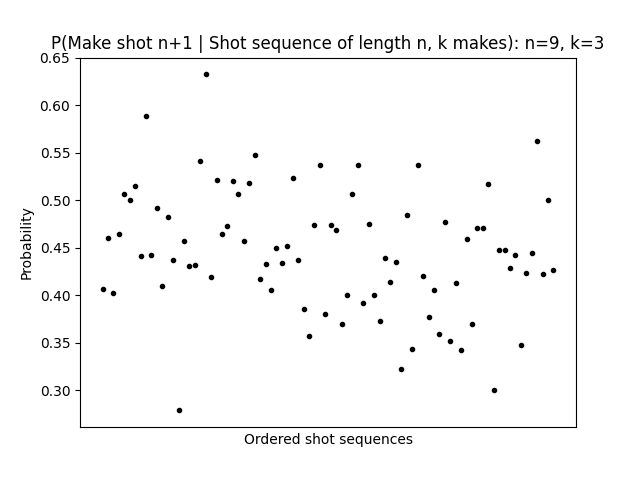 P(Make shot n+1 | Shot sequence of length n, k makes): n=9, k=3
0.65
0.60
0.55
0.50
0.45
0.40
0.35
0.30
Probability
Ordered shot sequences